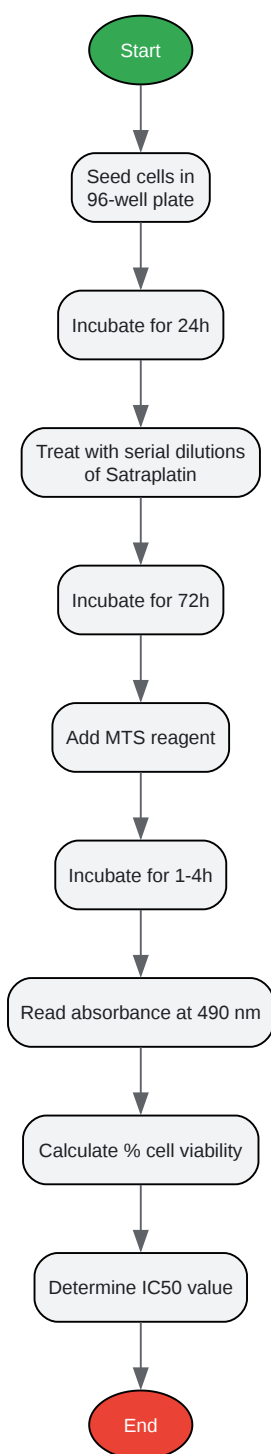 Start
Seed cells in
96-well plate
Incubate for 24h
Treat with serial dilutions
of Satraplatin
Incubate for 72h
Add MTS reagent
Incubate for 1-4h
Read absorbance at 490 nm
Calculate % cell viability
Determine IC50 value
End